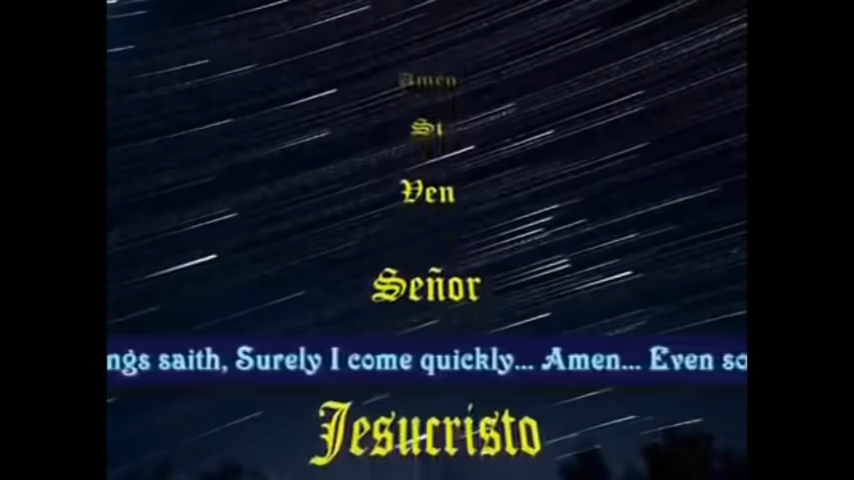 Amen
Si
Ven
Señor
ngs saith, Surely I come quickly... Amen... Even so
Jesucristo